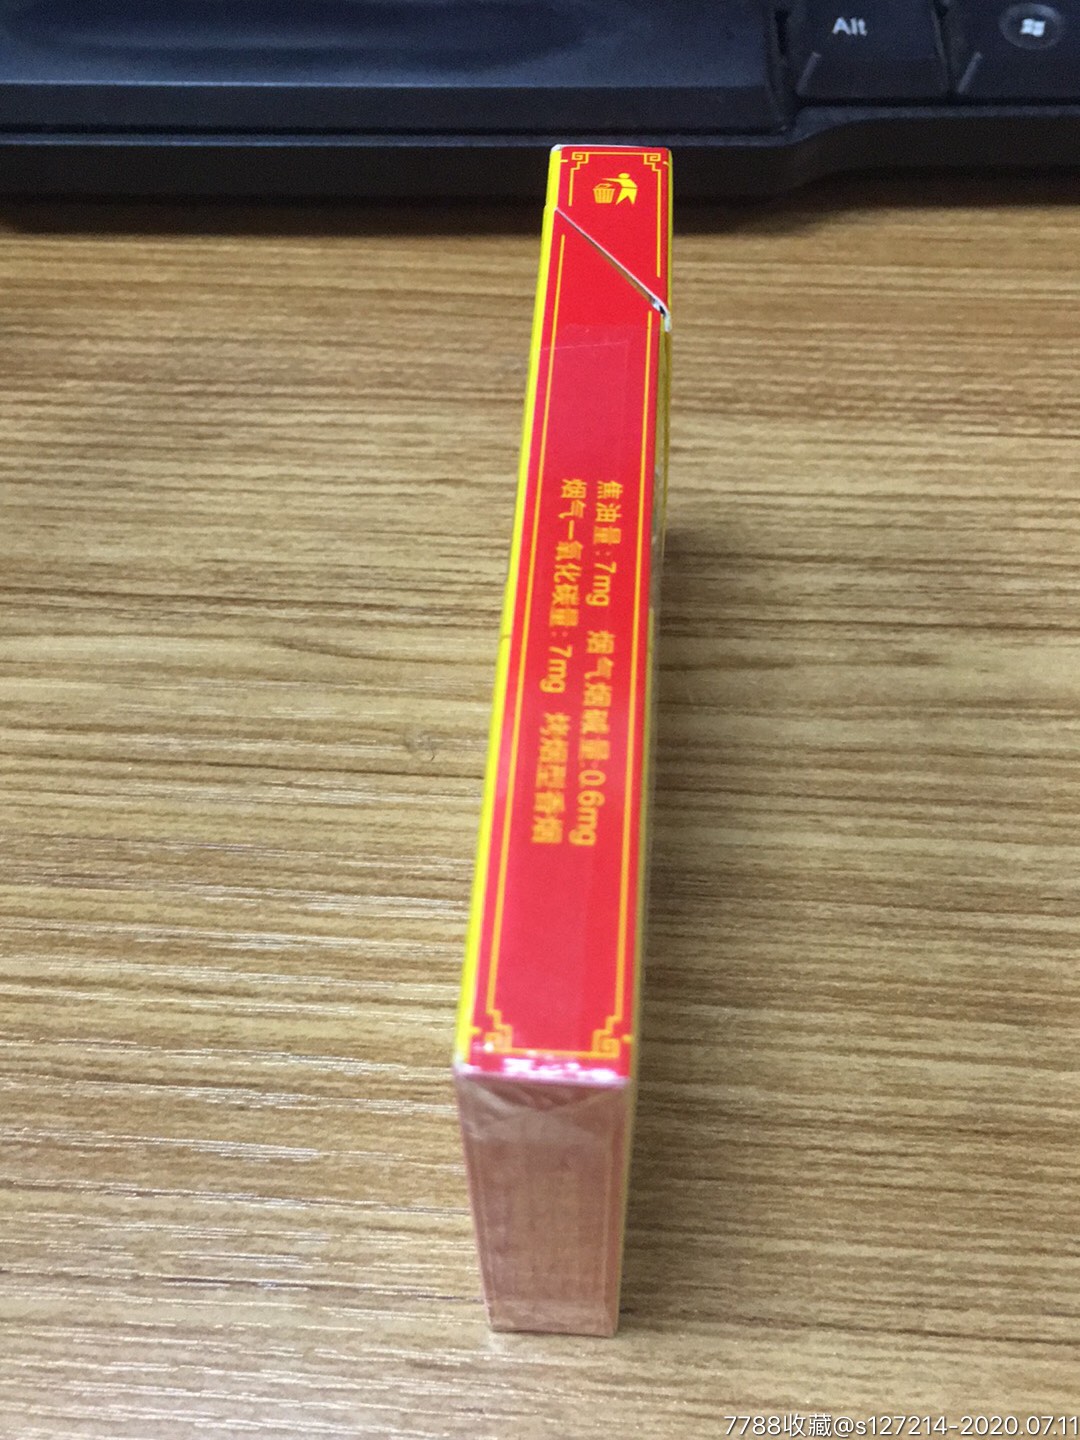 Alt
焦油量:7mg 烟气烟碱量:0.6mg
烟气一氧化碳量:7mg 烤烟型香烟
7788收藏@s127214-2020.07.11